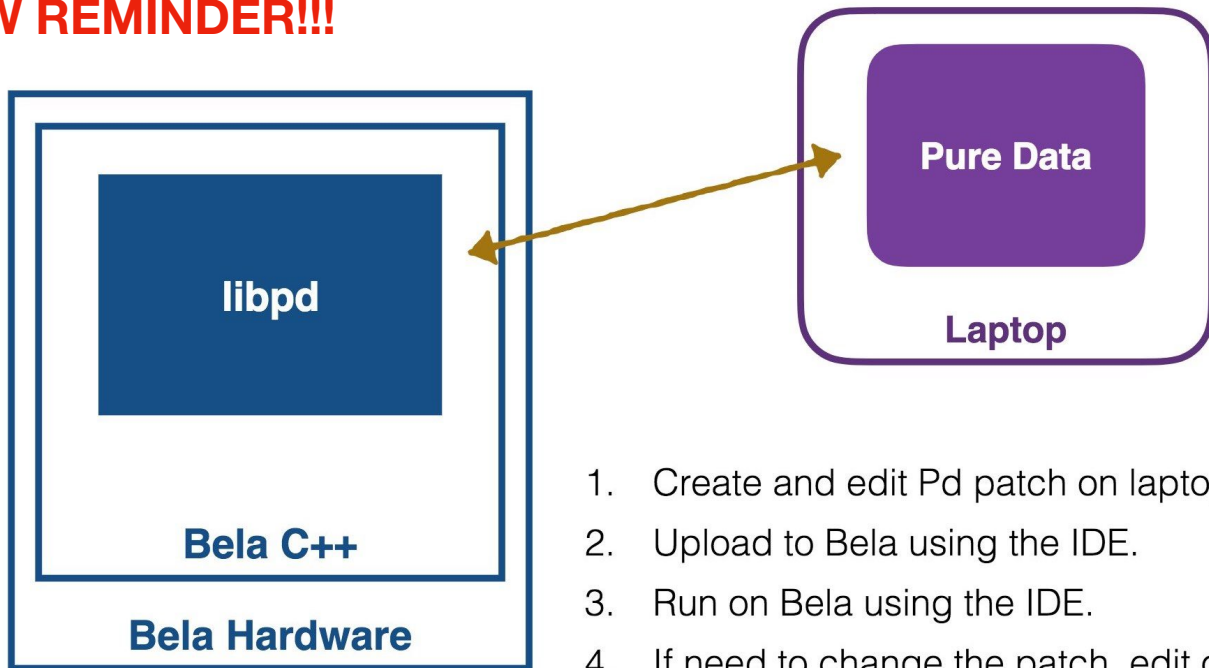 REMINDER!!!
Pure Data
Laptop
libpd
Bela C++
Bela Hardware
1. Create and edit Pd patch on
2. Upload to Bela using the IDE.
3. Run on Bela using the IDE.
4. If need to change the patch, edit